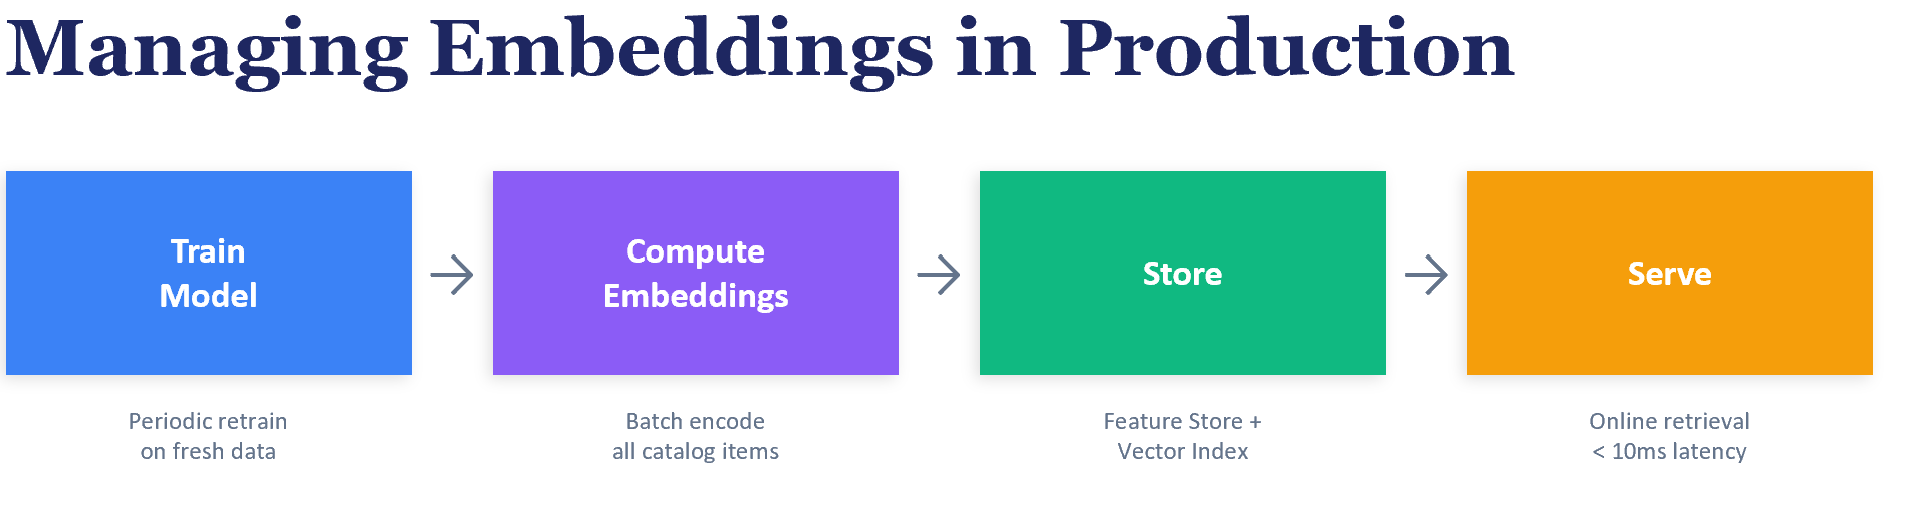 Managing Embeddings in Production
Train
Model
Compute
Embeddings
Store
Serve
Periodic retrain
on fresh data
Batch encode
all catalog items
Feature Store +
Vector Index
Online retrieval
< 10ms latency